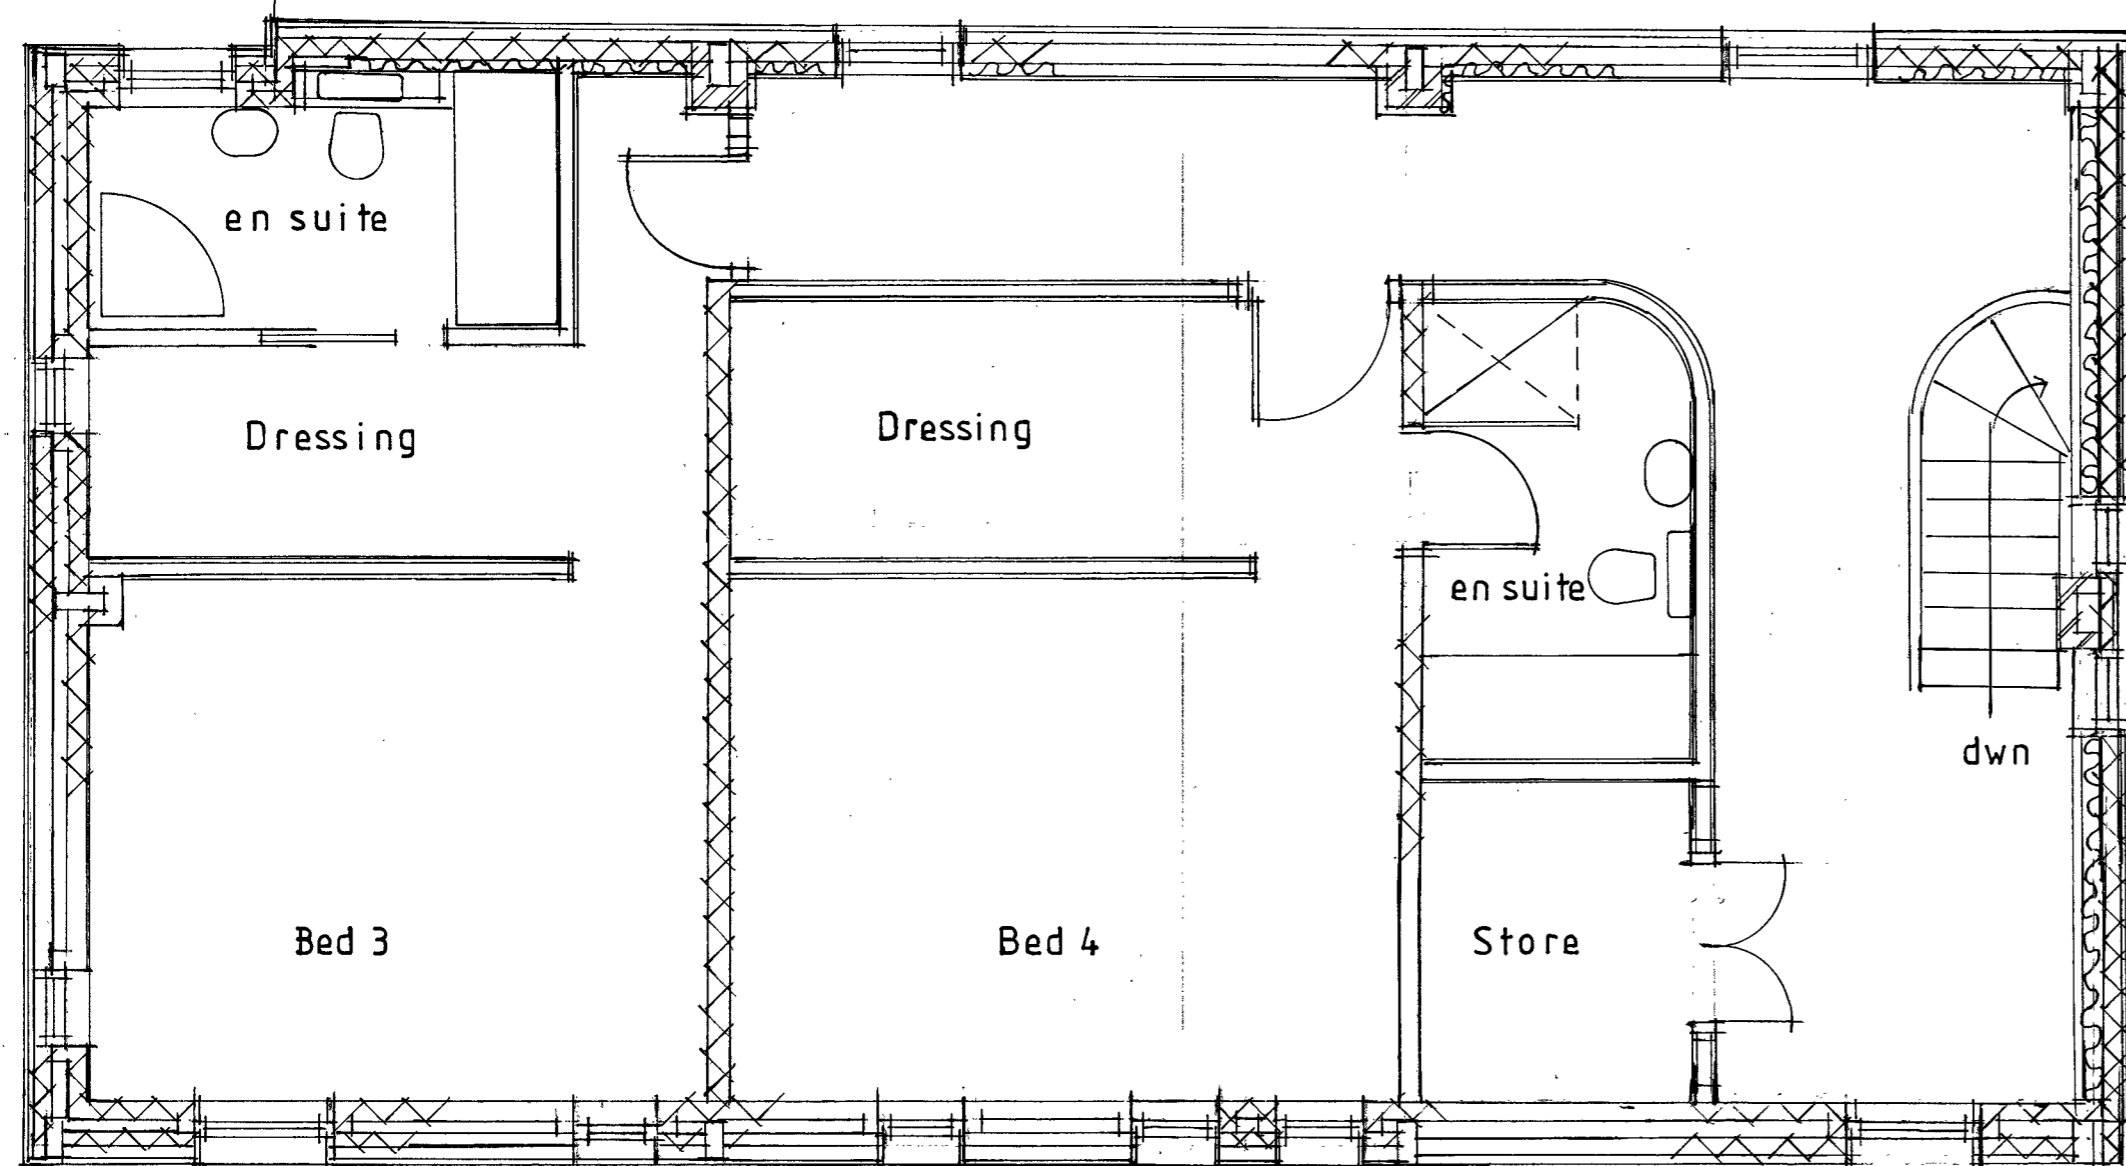 en suite
Dressing
Dressing
en suite
dwn
Bed 3
Bed 4
Store